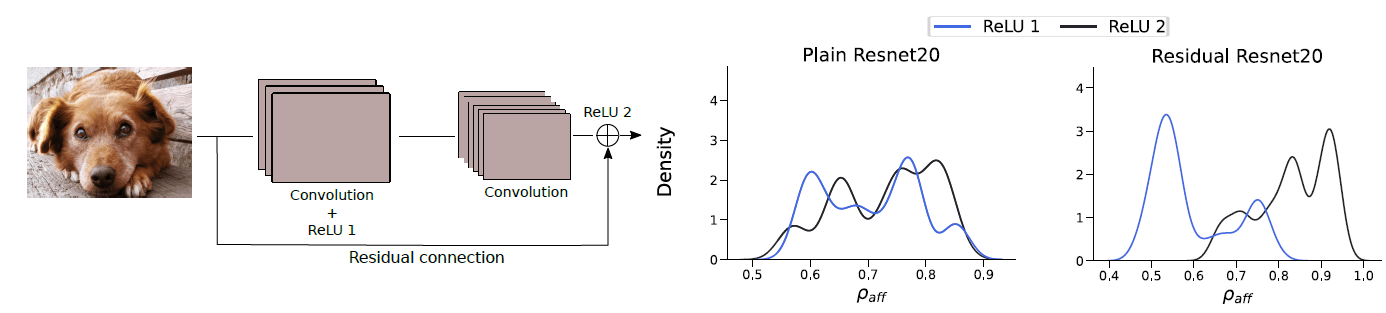 Convolution
+
ReLU 1
Convolution
ReLU 2
Residual connection
ReLU 1
ReLU 2
Plain Resnet20
Density
4
3
2
1
0
0.5 0.6 0.7 0.8 0.9
ρaff
Residual Resnet20
4
3
2
1
0
0.4 0.5 0.6 0.7 0.8 0.9 1.0
ρaff